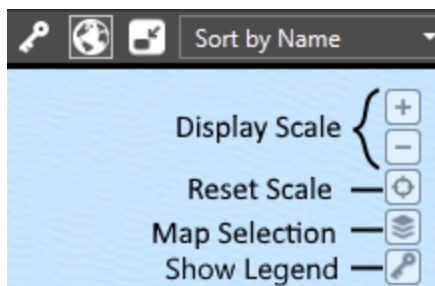 Sort by Name
Display Scale
Reset Scale
Map Selection
Show Legend